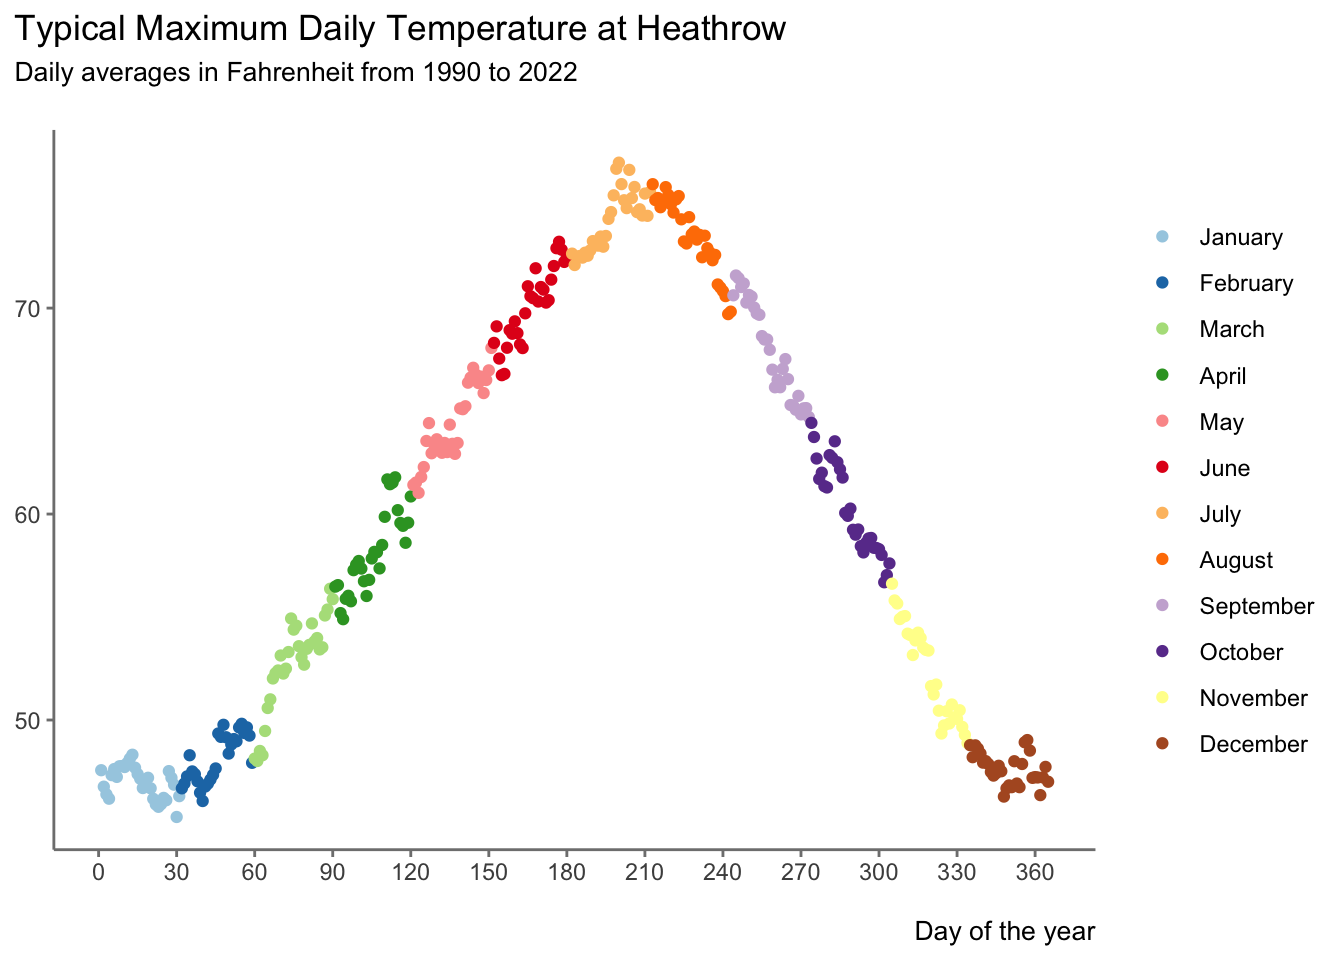 Typical Maximum Daily Temperature at Heathrow
Daily averages in Fahrenheit from 1990 to 2022
70
60
50
0 30 60 90 120 150 180 210 240 270 300 330 360
Day of the year
January
February
March
April
May
June
July
August
September
October
November
December